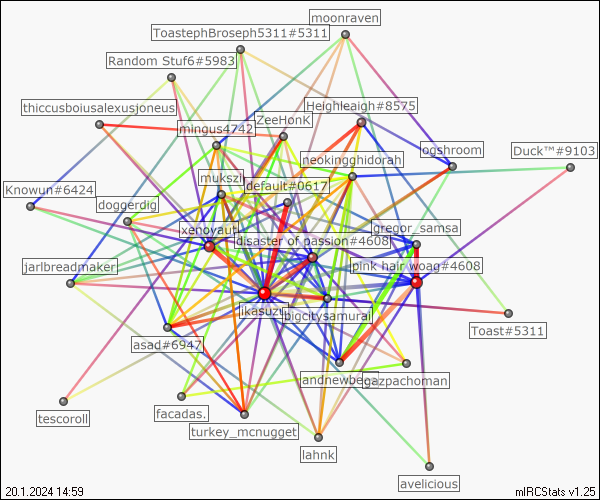 moonraven
ToastephBroseph5311#5311
Random Stuf6#5983
thiccusboiusalexusjoneus
ZeeHonK
Heighleaigh#8575
mingus4742
ogshroom
Duck™#9103
neokingghidorah
mukszi
default#0617
Knowun#6424
doggerdig
xenovaut
gregor_samsa
disaster of passion#4608
pink hair woag#4608
jarlbreadmaker
ikasuzu
bigcitysamurai
Toast#5311
asad#6947
landnewbe
gazpachoman
tescoroll
facadas.
turkey_mcnugget
lahnk
avelicious
20.1.2024 14:59
mIRCStats v1.25